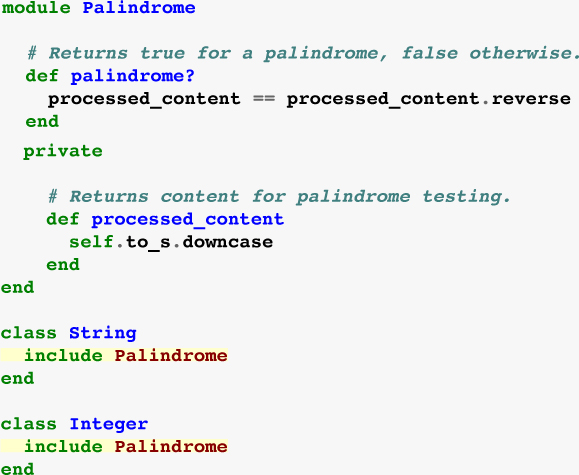 module Palindrome
# Returns true for a palindrome, false otherwise.
def palindrome?
processed_content == processed_content.reverse
end
private
# Returns content for palindrome testing.
def processed_content
self.to_s.downcase
end
end
class String
include Palindrome
end
class Integer
include Palindrome
end